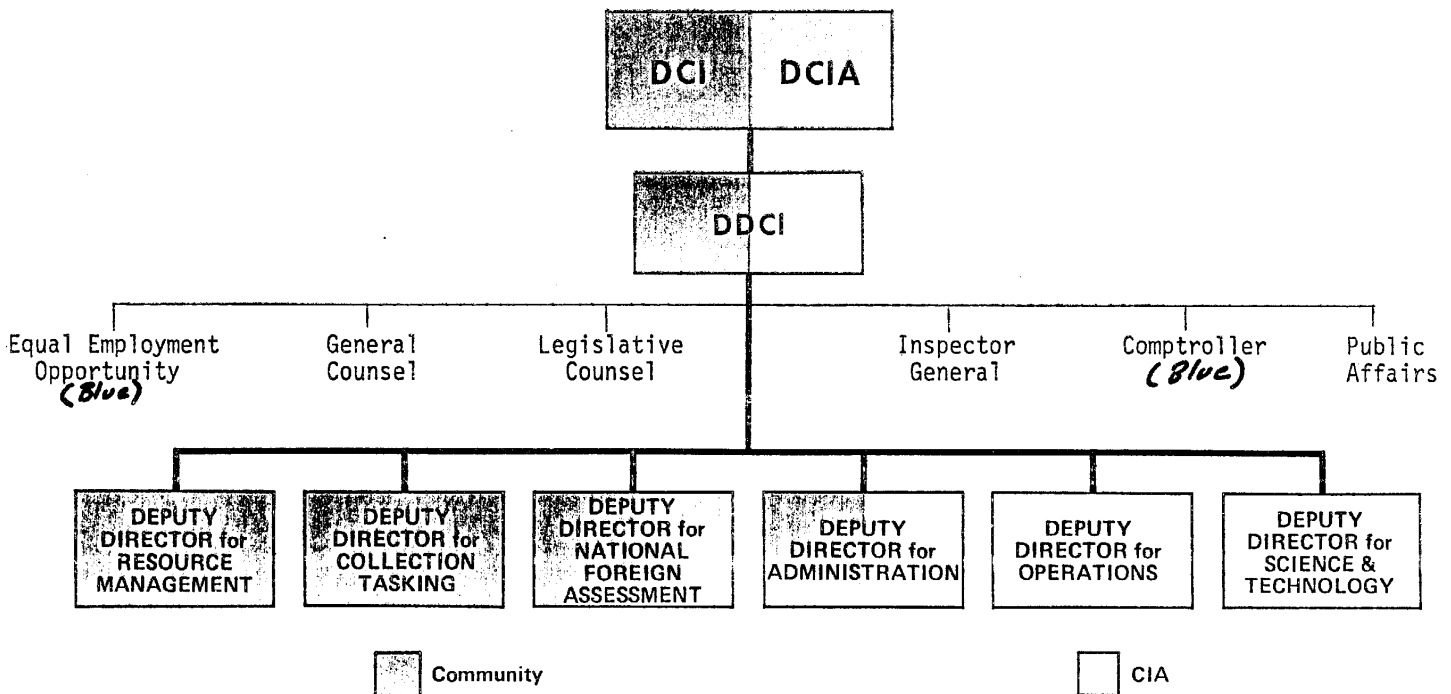 DCI DCIA
DDCI
Equal Employment
Opportunity
(Blue)
General
Counsel
Legislative
Counsel
Inspector
General
Comptroller
(Blue)
Public
Affairs
DEPUTY
DIRECTOR for
RESOURCE
MANAGEMENT
DEPUTY
DIRECTOR for
COLLECTION
TASKING
DEPUTY
DIRECTOR for
NATIONAL
FOREIGN
ASSESSMENT
DEPUTY
DIRECTOR for
ADMINISTRATION
DEPUTY
DIRECTOR for
OPERATIONS
DEPUTY
DIRECTOR for
SCIENCE &
TECHNOLOGY
Community
CIA